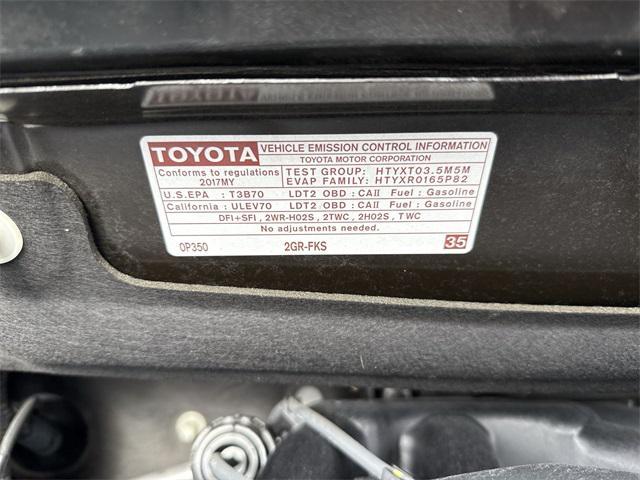 TOYOTA VEHICLE EMISSION CONTROL INFORMATION
TOYOTA MOTOR CORPORATION
Conforms to regulations TEST GROUP: HTYXT03.5M5M
2017MY EVAP FAMILY: HTYXR0165P82
U.S.EPA : T3B70 LDT2 OBD : CAII Fuel : Gasoline
California : ULEV70 LDT2 OBD : CAII Fuel : Gasoline
DFI+SFI, 2WR-HO2S, 2TWC, 2HO2S, TWC
No adjustments needed.
0P350 2GR-FKS 35